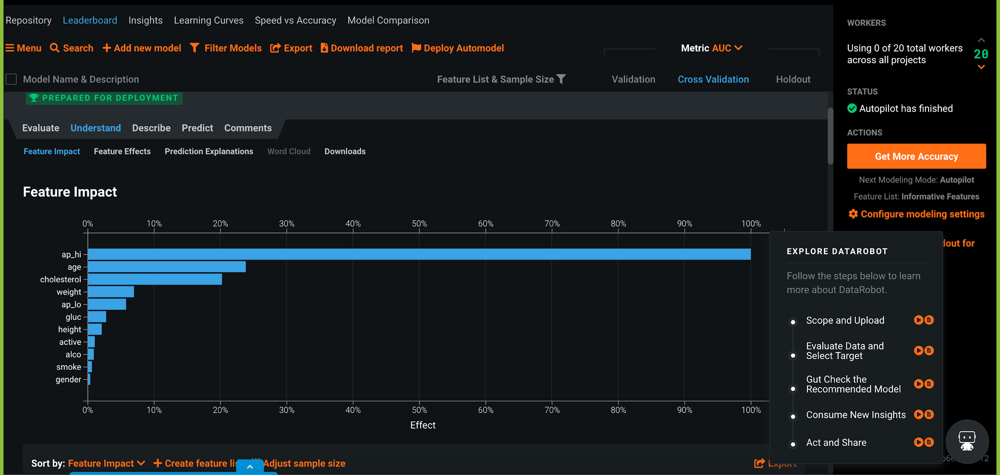 Repository Leaderboard Insights Learning Curves Speed vs Accuracy Model Comparison
Menu Search Add new model Filter Models Export Download report Deploy Automodel Metric AUC
Model Name & Description Feature List & Sample Size Validation Cross Validation Holdout
PREPARED FOR DEPLOYMENT
Evaluate Understand Describe Predict Comments
Feature Impact Feature Effects Prediction Explanations Word Cloud Downloads
Feature Impact
0% 10% 20% 30% 40% 50% 60% 70% 80% 90% 100%
ap_hi
age
cholesterol
weight
ap_lo
gluc
height
active
alco
smoke
gender
0% 10% 20% 30% 40% 50% 60% 70% 80% 90% 100%
Effect
Sort by: Feature Impact Create feature Adjust sample size Export
WORKERS
Using 0 of 20 total workers
across all projects
20
STATUS
Autopilot has finished
ACTIONS
Get More Accuracy
Next Modeling Mode: Autopilot
Feature List: Informative Features
Configure modeling settings
for
EXPLORE DATAROBOT
Follow the steps below to learn
more about DataRobot.
Scope and Upload
Evaluate Data and
Select Target
Gut Check the
Recommended Model
Consume New Insights
Act and Share